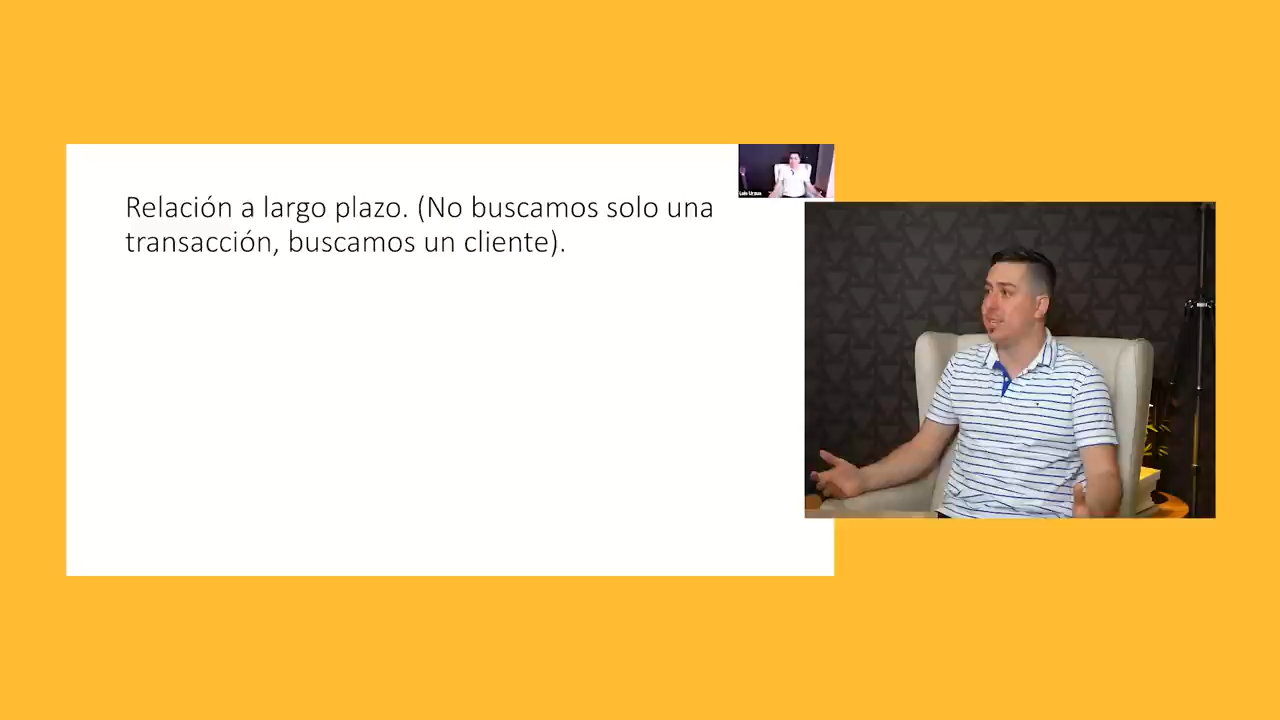 Relación a largo plazo. (No buscamos solo una
transacción, buscamos un cliente).